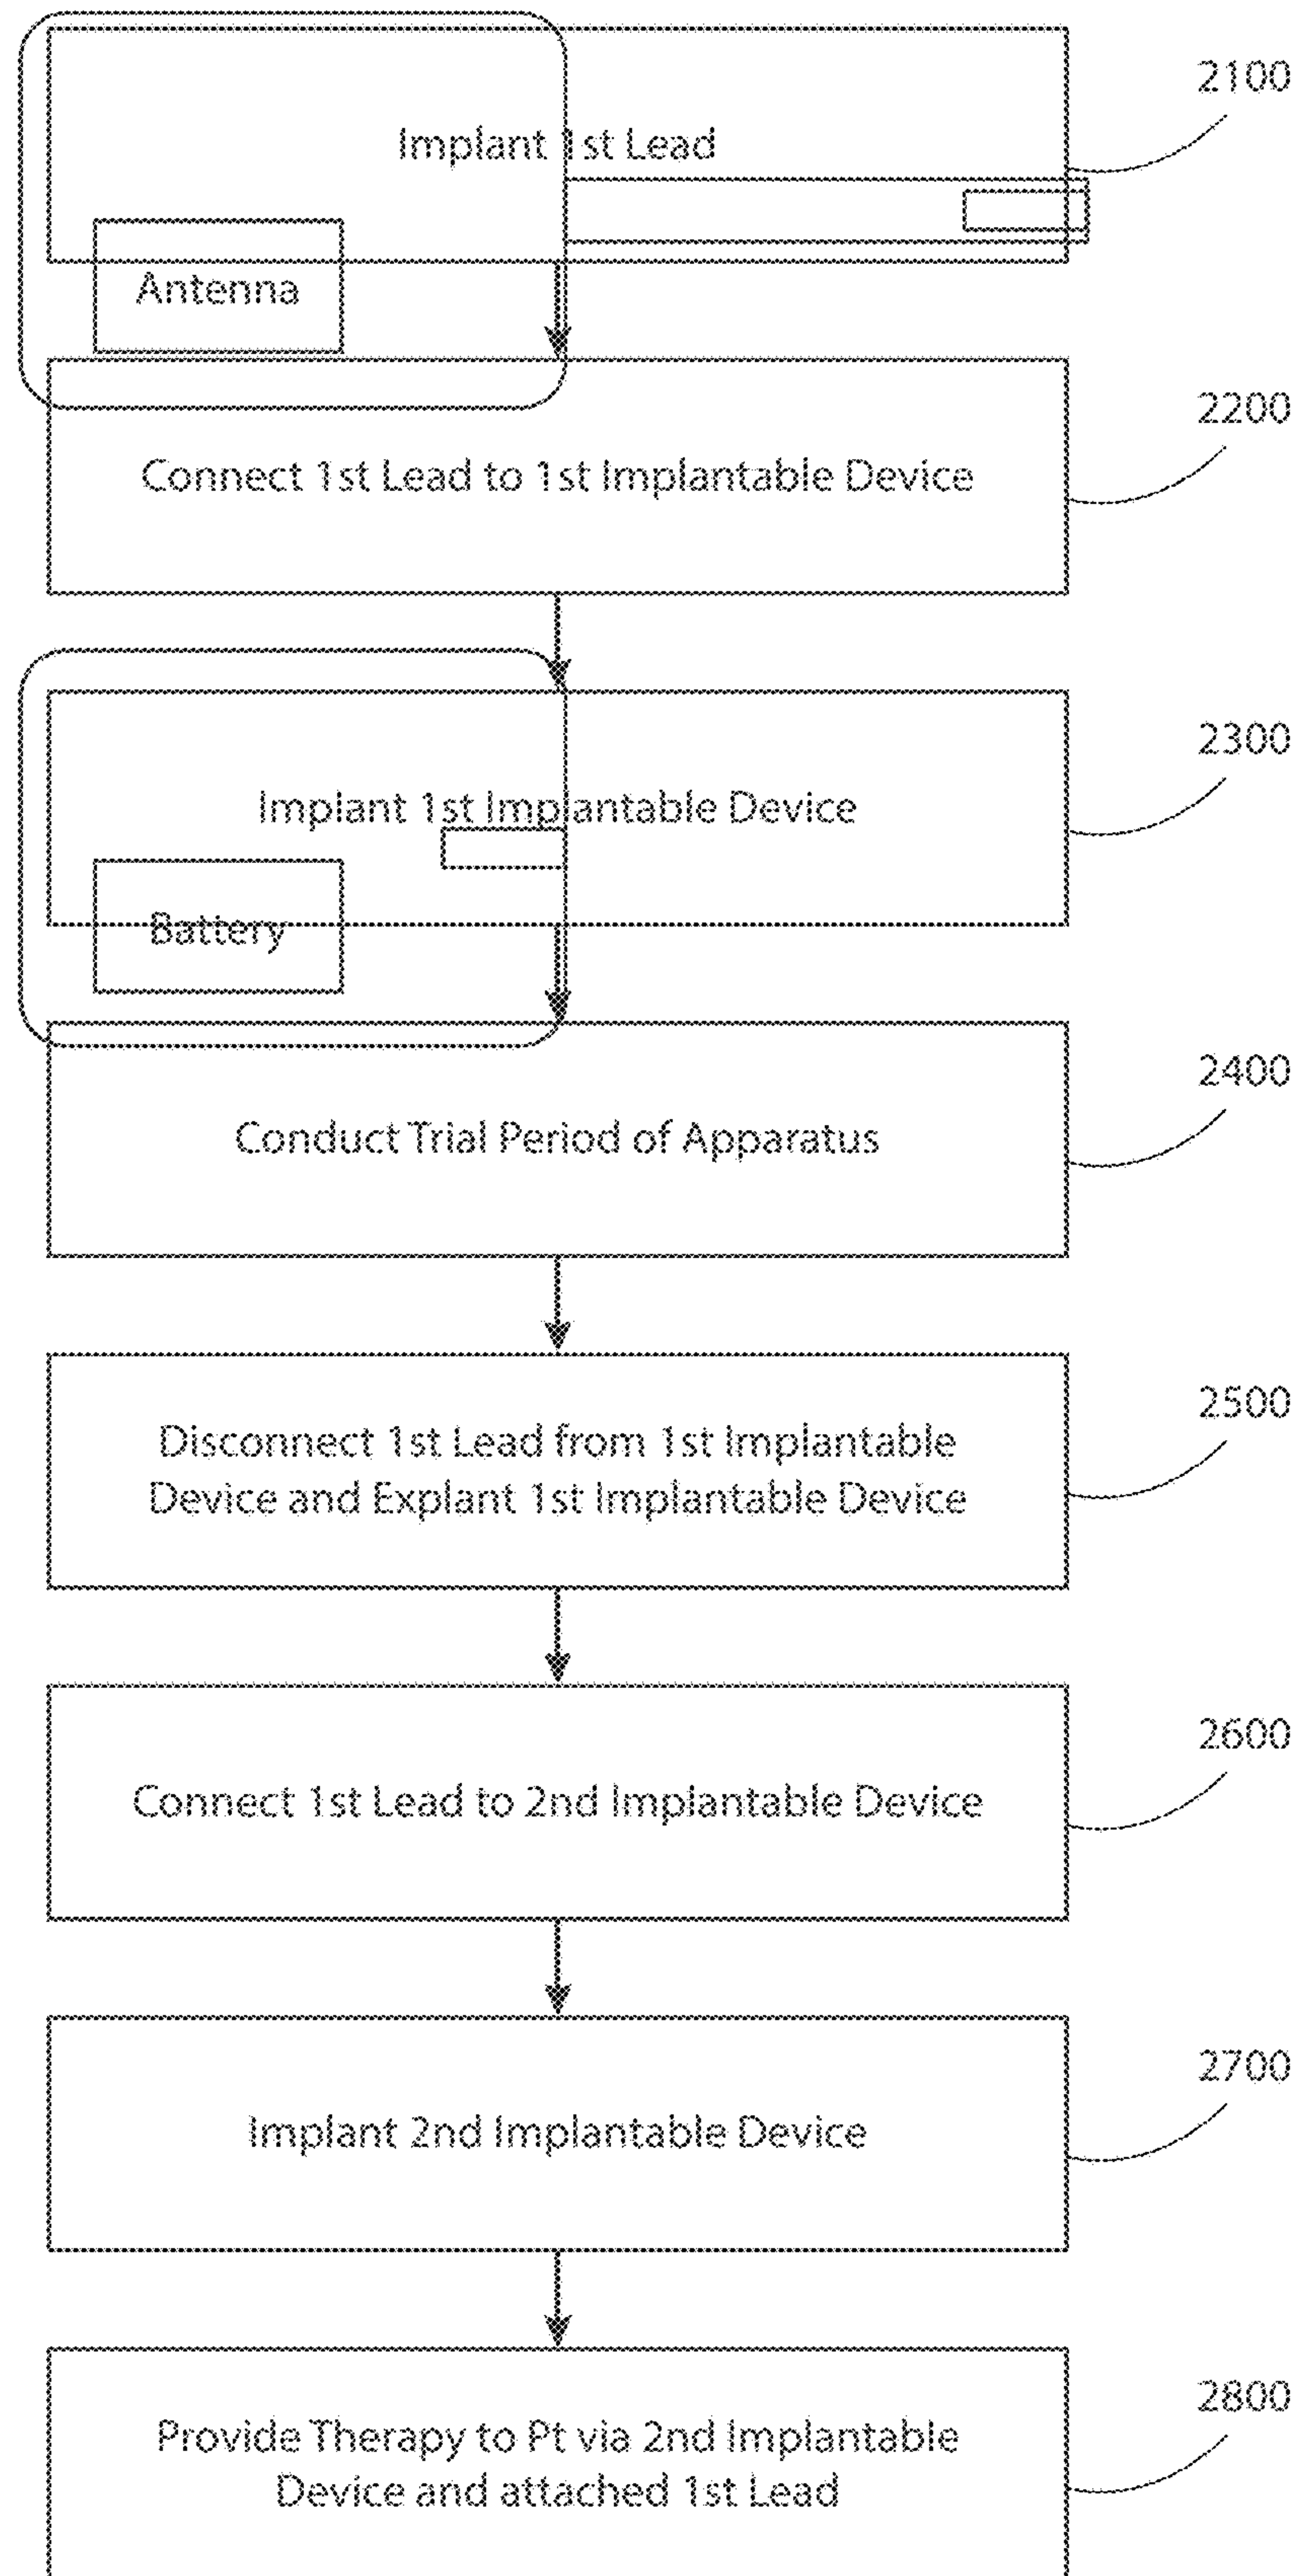 2100
Implant 1st Lead
Antenna
2200
Connect 1st Lead to 1st Implantable Device
2300
Implant 1st Implantable Device
Battery
2400
Conduct Trial Period of Apparatus
2500
Disconnect 1st Lead from 1st Implantable
Device and Explant 1st Implantable Device
2600
Connect 1st Lead to 2nd Implantable Device
2700
Implant 2nd Implantable Device
2800
Provide Therapy to Pt via 2nd Implantable
Device and attached 1st Lead